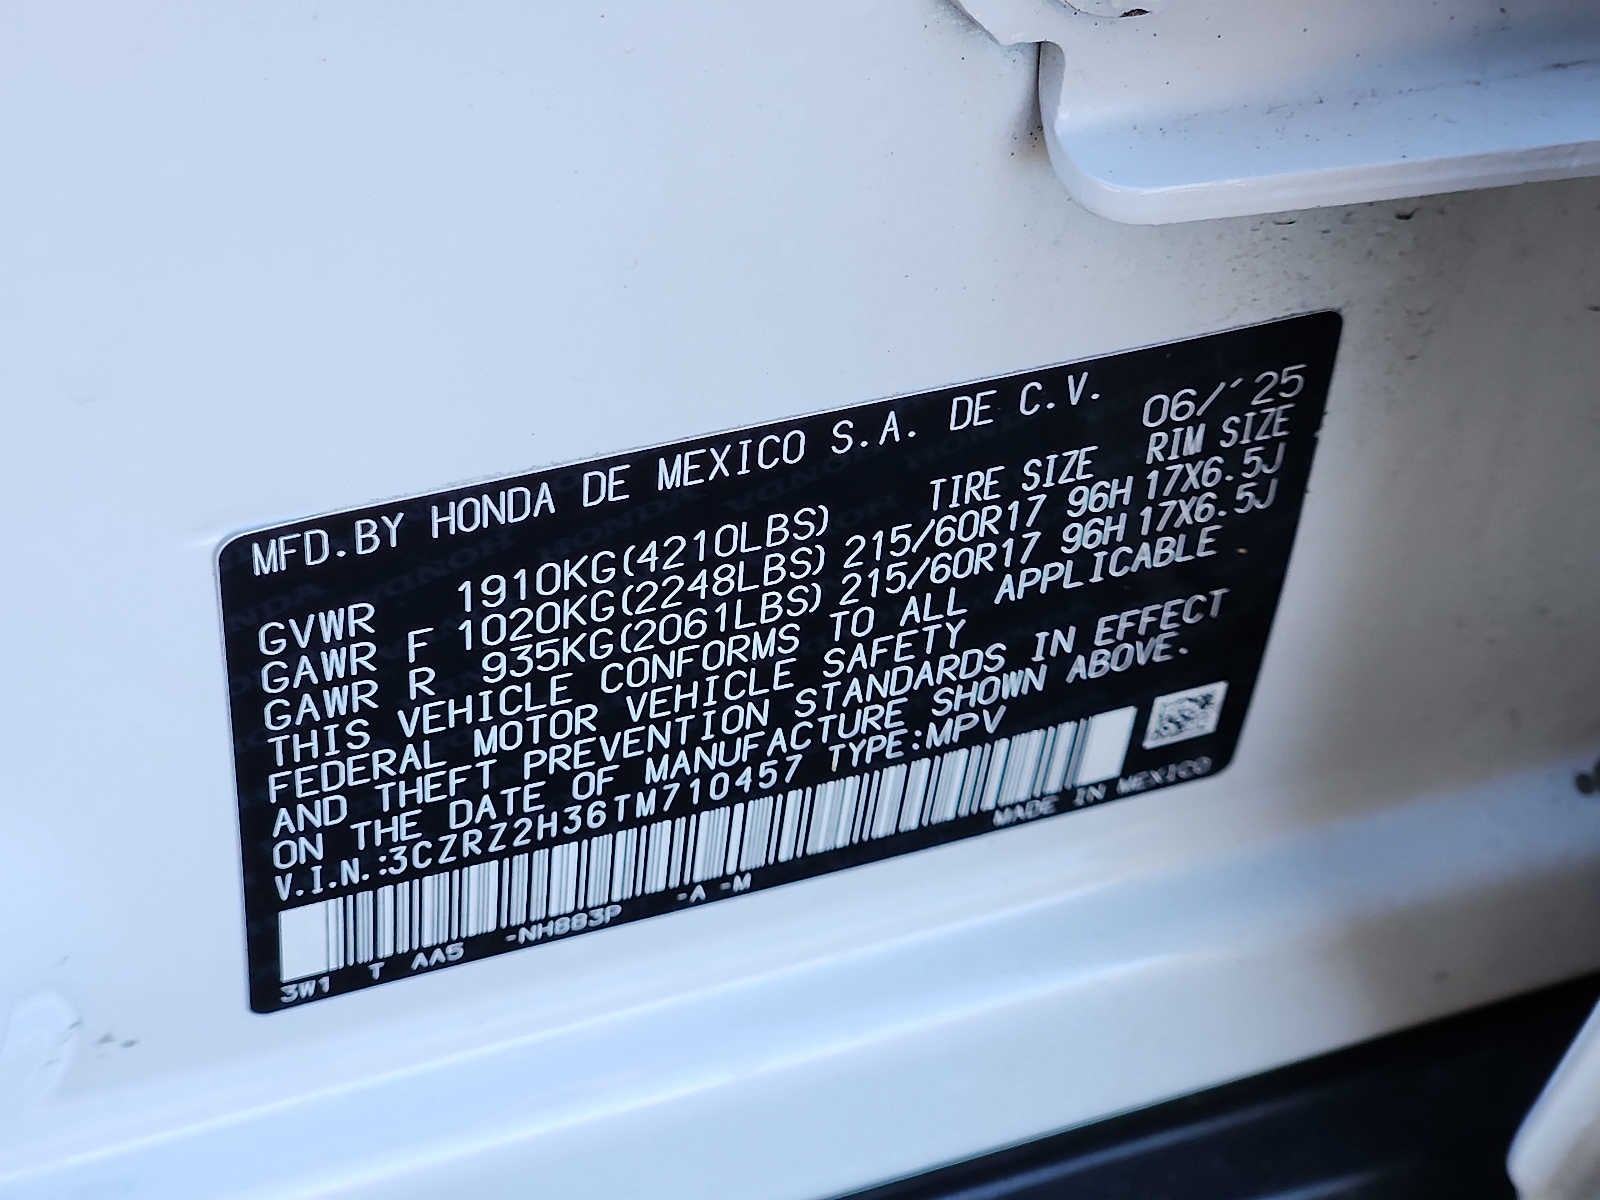 MFD.BY HONDA DE MEXICO S.A. DE C.V.
06/'25
TIRE SIZE RIM SIZE
GVWR 1910KG(4210LBS)
GAWR F 1020KG(2248LBS) 215/60R17 96H 17X6.5J
GAWR R 935KG(2061LBS) 215/60R17 96H 17X6.5J
THIS VEHICLE CONFORMS TO ALL APPLICABLE
FEDERAL MOTOR VEHICLE SAFETY
AND THEFT PREVENTION STANDARDS IN EFFECT
ON THE DATE OF MANUFACTURE SHOWN ABOVE.
V.I.N.:3CZRZ2H36TM710457 TYPE:MPV
MADE IN MEXICO
3W1 T AA5 -NH883P -A -M